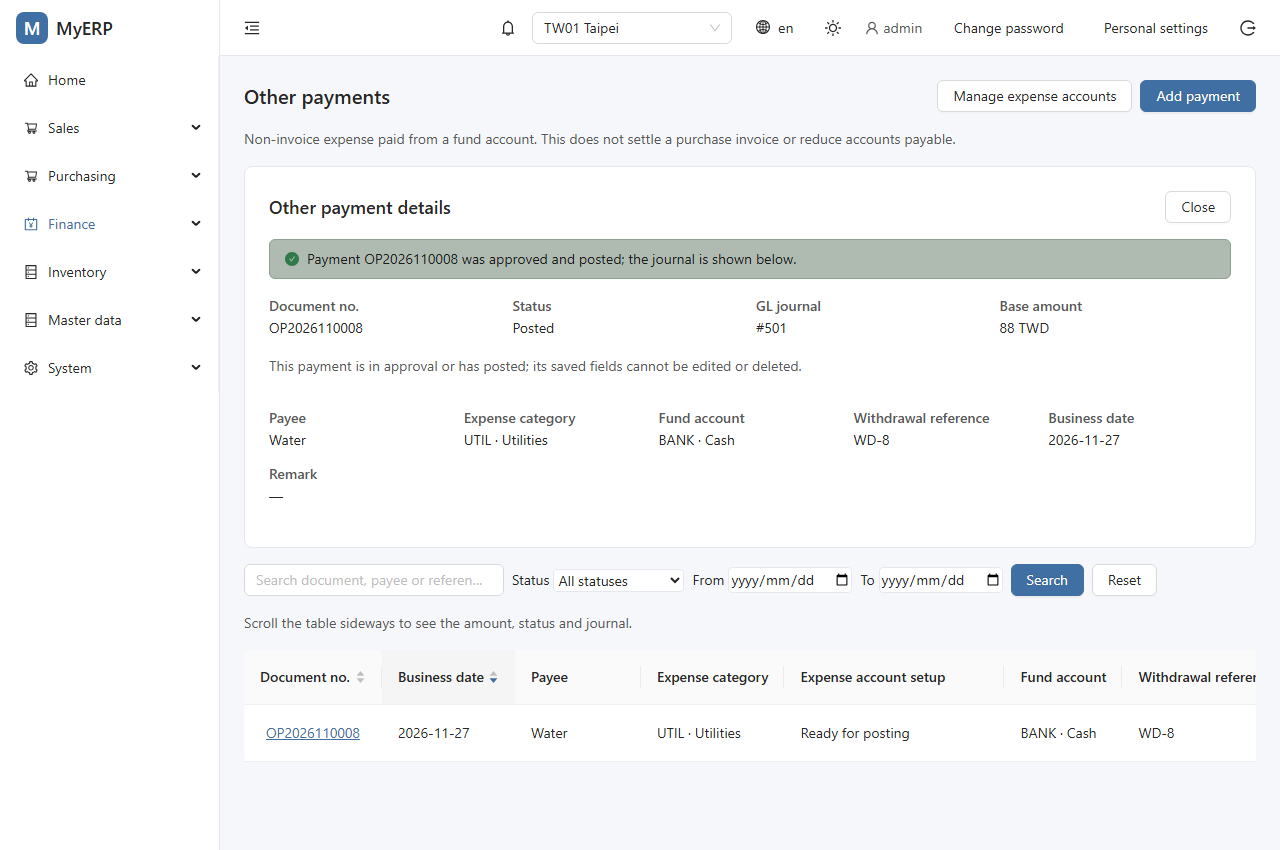 M MyERP
TW01 Taipei
en
admin
Change password
Personal settings
Home
Sales
Purchasing
Finance
Inventory
Master data
System
Other payments
Manage expense accounts
Add payment
Non-invoice expense paid from a fund account. This does not settle a purchase invoice or reduce accounts payable.
Other payment details
Close
Payment OP2026110008 was approved and posted; the journal is shown below.
Document no. Status GL journal Base amount
OP2026110008 Posted #501 88 TWD
This payment is in approval or has posted; its saved fields cannot be edited or deleted.
Payee Expense category Fund account Withdrawal reference Business date
Water UTIL · Utilities BANK · Cash WD-8 2026-11-27
Remark
—
Search document, payee or referen... Status All statuses From yyyy/mm/dd To yyyy/mm/dd Search Reset
Scroll the table sideways to see the amount, status and journal.
Document no. Business date Payee Expense category Expense account setup Fund account Withdrawal
OP2026110008 2026-11-27 Water UTIL · Utilities Ready for posting BANK · Cash WD-8